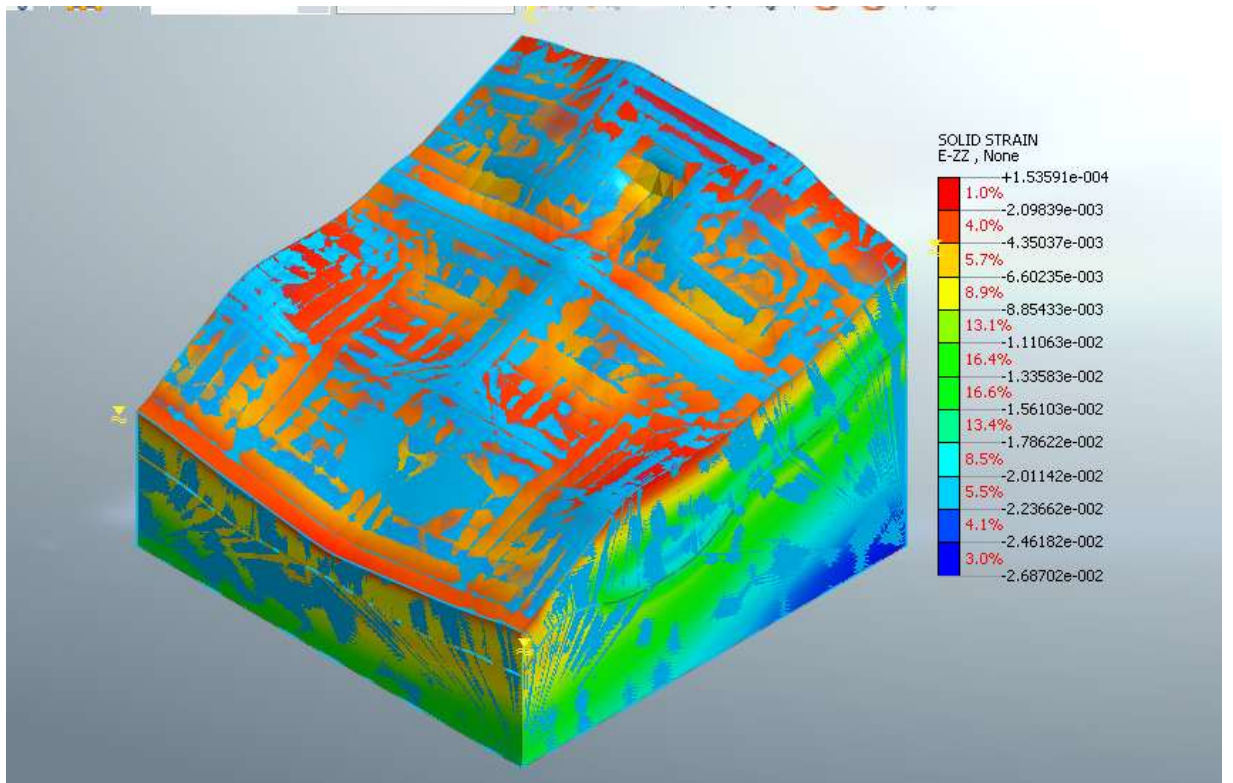 SOLID STRAIN
E-ZZ , None
+1.53591e-004
1.0%
-2.09839e-003
4.0%
-4.35037e-003
5.7%
-6.60235e-003
8.9%
-8.85433e-003
13.1%
-1.11063e-002
16.4%
-1.33583e-002
16.6%
-1.56103e-002
13.4%
-1.78622e-002
8.5%
-2.01142e-002
5.5%
-2.23662e-002
4.1%
-2.46182e-002
3.0%
-2.68702e-002